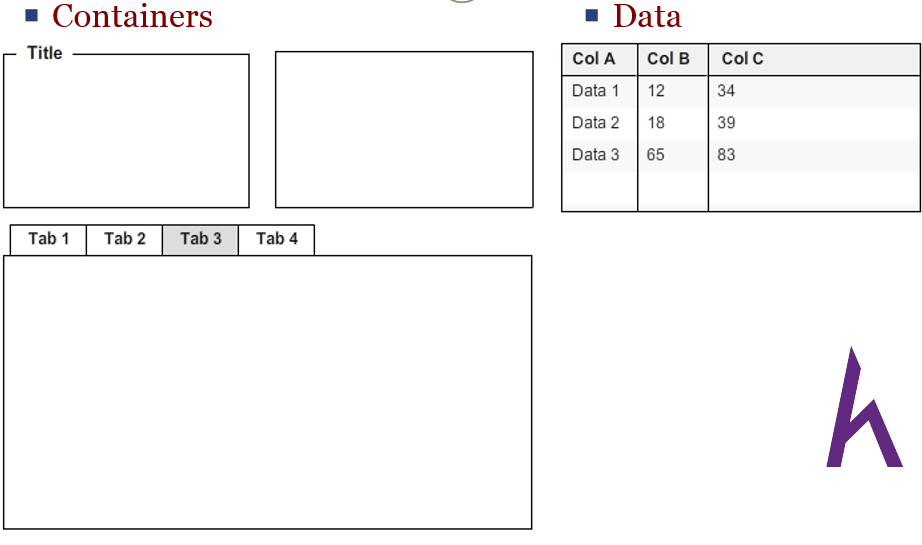 Containers
Data
Title
Tab 1 Tab 2 Tab 3 Tab 4
Col A Col B Col C
Data 1 12 34
Data 2 18 39
Data 3 65 83